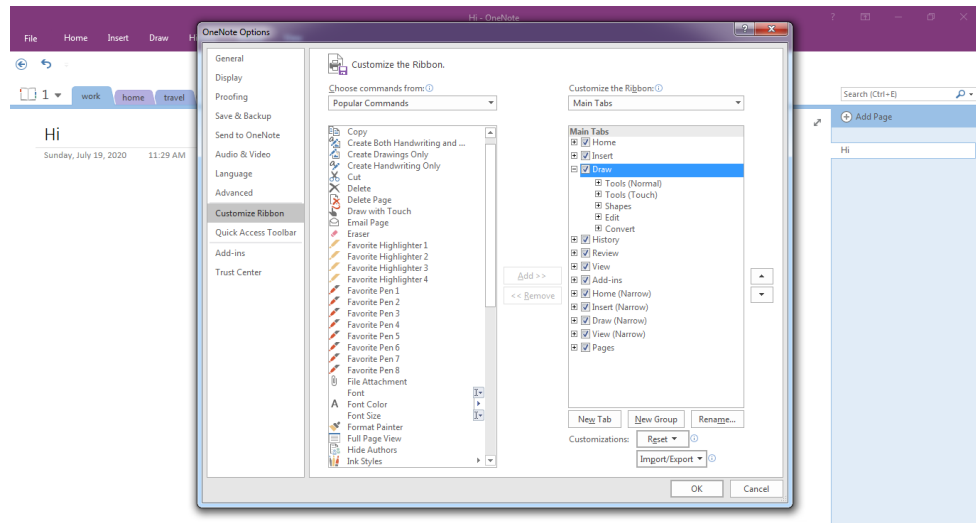 Hi - OneNote
File Home Insert Draw
OneNote Options
1 work home travel
Search (Ctrl+E)
Add Page
Hi
Hi
Sunday, July 19, 2020 11:29 AM
General
Display
Proofing
Save & Backup
Send to OneNote
Audio & Video
Language
Advanced
Customize Ribbon
Quick Access Toolbar
Add-ins
Trust Center
Customize the Ribbon.
Choose commands from:
Popular Commands
Copy
Create Both Handwriting and ...
Create Drawings Only
Create Handwriting Only
Cut
Delete
Delete Page
Draw with Touch
Email Page
Eraser
Favorite Highlighter 1
Favorite Highlighter 2
Favorite Highlighter 3
Favorite Highlighter 4
Favorite Pen 1
Favorite Pen 2
Favorite Pen 3
Favorite Pen 4
Favorite Pen 5
Favorite Pen 6
Favorite Pen 7
Favorite Pen 8
File Attachment
Font
Font Color
Font Size
Format Painter
Full Page View
Hide Authors
Ink Styles
Add >>
<< Remove
Customize the Ribbon:
Main Tabs
Main Tabs
Home
Insert
Draw
Tools (Normal)
Tools (Touch)
Shapes
Edit
Convert
History
Review
View
Add-ins
Home (Narrow)
Insert (Narrow)
Draw (Narrow)
View (Narrow)
Pages
New Tab New Group Rename...
Customizations: Reset
Import/Export
OK Cancel